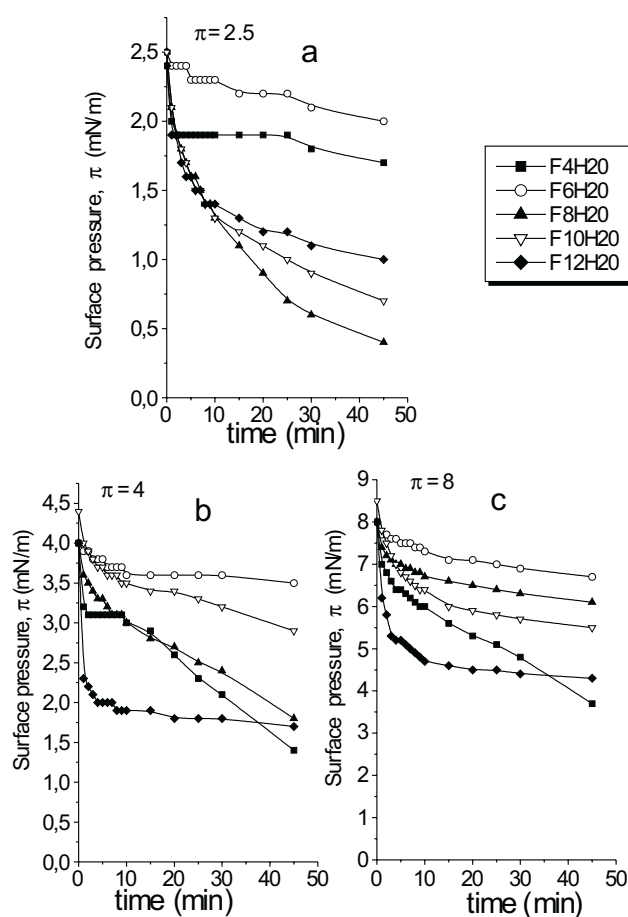 π=2.5
a
2,5
2,0
1,5
1,0
0,5
0,0
0 10 20 30 40 50
Surface pressure, π (mN/m)
time (min)
F4H20
F6H20
F8H20
F10H20
F12H20
π=4
b
4,5
4,0
3,5
3,0
2,5
2,0
1,5
1,0
0,5
0,0
0 10 20 30 40 50
Surface pressure, π (mN/m)
time (min)
π=8
c
9
8
7
6
5
4
3
2
1
0
0 10 20 30 40 50
Surface pressure, π (mN/m)
time (min)